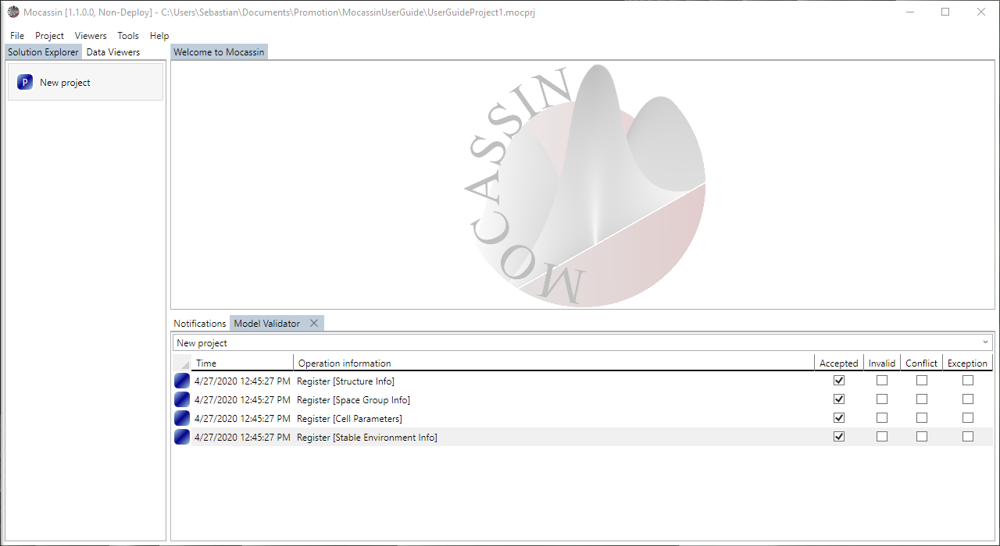 Mocassin [1.1.0.0, Non-Deploy] - C:\Users\Sebastian\Documents\Promotion\MocassinUserGuide\UserGuideProject1.mocprj
File Project Viewers Tools Help
Solution Explorer Data Viewers
Welcome to Mocassin
P New project
MOCASSIN
Notifications Model Validator
New project
Time Operation information Accepted Invalid Conflict Exception
4/27/2020 12:45:27 PM Register [Structure Info]
4/27/2020 12:45:27 PM Register [Space Group Info]
4/27/2020 12:45:27 PM Register [Cell Parameters]
4/27/2020 12:45:27 PM Register [Stable Environment Info]